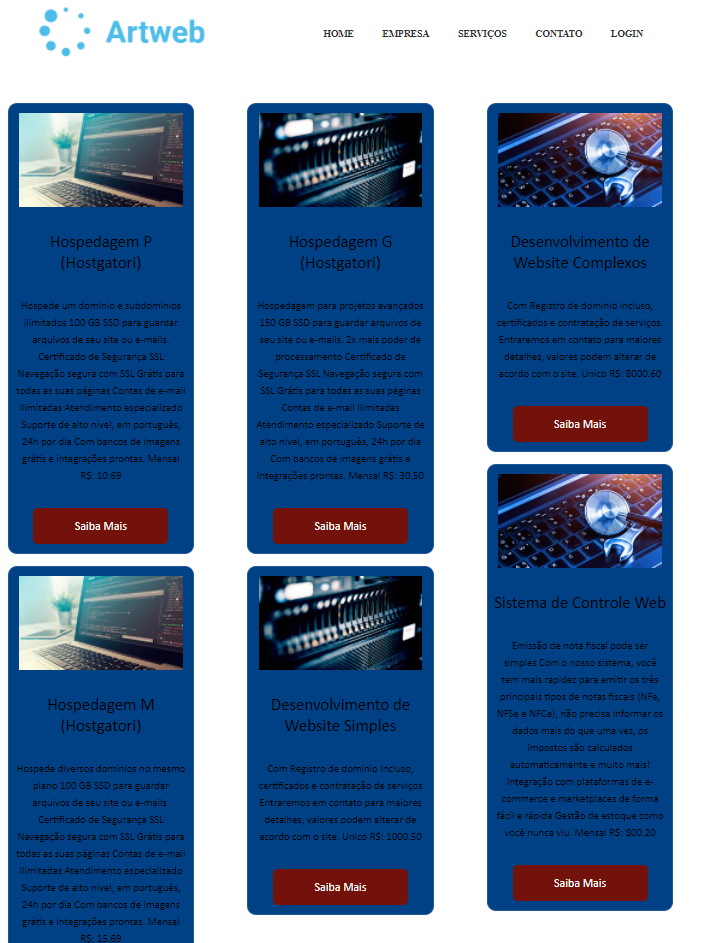 Artweb
HOME EMPRESA SERVIÇOS CONTATO LOGIN
Hospedagem P
(Hostgatori)
Hospede um domínio e subdomínios
ilimitados 100 GB SSD para guardar
arquivos de seu site ou e-mails.
Certificado de Segurança SSL
Navegação segura com SSL Grátis para
todas as suas páginas Contas de e-mail
Ilimitadas Atendimento especializado
Suporte de alto nível, em português,
24h por dia Com bancos de imagens
grátis e integrações prontas. Mensal
R$: 10.69
Saiba Mais
Hospedagem M
(Hostgatori)
Hospede diversos domínios no mesmo
plano 100 GB SSD para guardar
arquivos de seu site ou e-mails.
Certificado de Segurança SSL
Navegação segura com SSL Grátis para
todas as suas páginas Contas de e-mail
Ilimitadas Atendimento especializado
Suporte de alto nível, em português,
24h por dia Com bancos de imagens
grátis e integrações prontas. Mensal
R$: 15.69
Hospedagem G
(Hostgatori)
Hospedagem para projetos avançados
150 GB SSD para guardar arquivos de
seu site ou e-mails. 2x mais poder de
processamento Certificado de
Segurança SSL Navegação segura com
SSL Grátis para todas as suas páginas
Contas de e-mail Ilimitadas
Atendimento especializado Suporte de
alto nível, em português, 24h por dia
Com bancos de imagens grátis e
integrações prontas. Mensal R$: 30.50
Saiba Mais
Desenvolvimento de
Website Simples
Com Registro de domínio incluso,
certificados e contratação de serviços
Entraremos em contato para maiores
detalhes, valores podem alterar de
acordo com o site. Unico R$: 1000.50
Saiba Mais
Desenvolvimento de
Website Complexos
Com Registro de domínio incluso,
certificados e contratação de serviços.
Entraremos em contato para maiores
detalhes, valores podem alterar de
acordo com o site. Unico R$: 8000.60
Saiba Mais
Sistema de Controle Web
Emissão de nota fiscal pode ser
simples Com o nosso sistema, você
tem mais rapidez para emitir os três
principais tipos de notas fiscais (NFe,
NFSe e NFCe), não precisa informar os
dados mais do que uma vez, os
impostos são calculados
automaticamente e muito mais!
Integração com plataformas de e-
commerce e marketplaces de forma
fácil e rápida Gestão de estoque como
você nunca viu. Mensal R$: 800.20
Saiba Mais